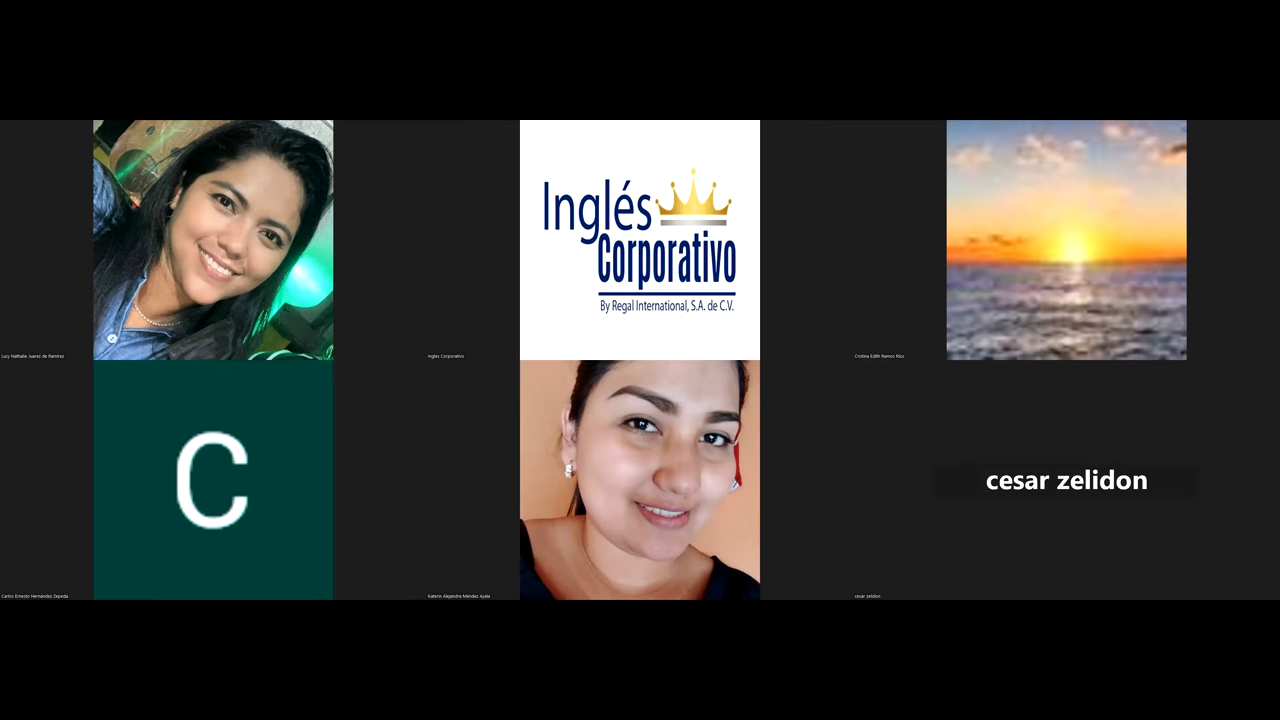 Inglés
Corporativo
By Regal International, S.A. de C.V.
Lucy Nathalie Juarez de Ramirez
Ingles Corporativo
Cristina Edith Ramos Rios
C
cesar zelidon
Carlos Ernesto Hernández Zepeda
Katerin Alejandra Méndez Ayala
cesar zelidon